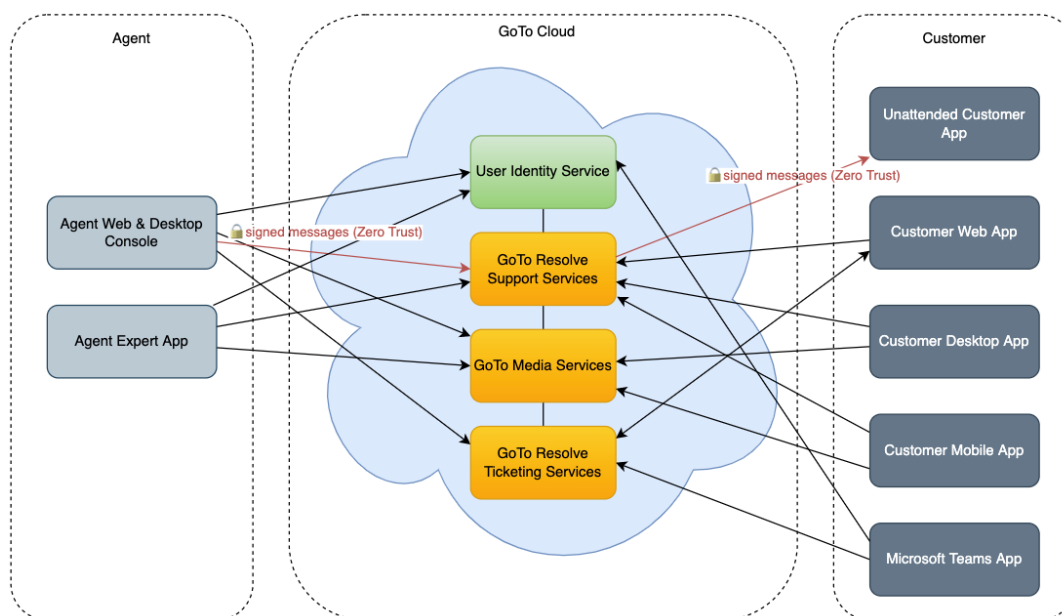 Agent
GoTo Cloud
Customer
Agent Web & Desktop
Console
Agent Expert App
🔒signed messages (Zero Trust)
User Identity Service
GoTo Resolve
Support Services
GoTo Media Services
GoTo Resolve
Ticketing Services
🔒signed messages (Zero Trust)
Unattended Customer
App
Customer Web App
Customer Desktop App
Customer Mobile App
Microsoft Teams App